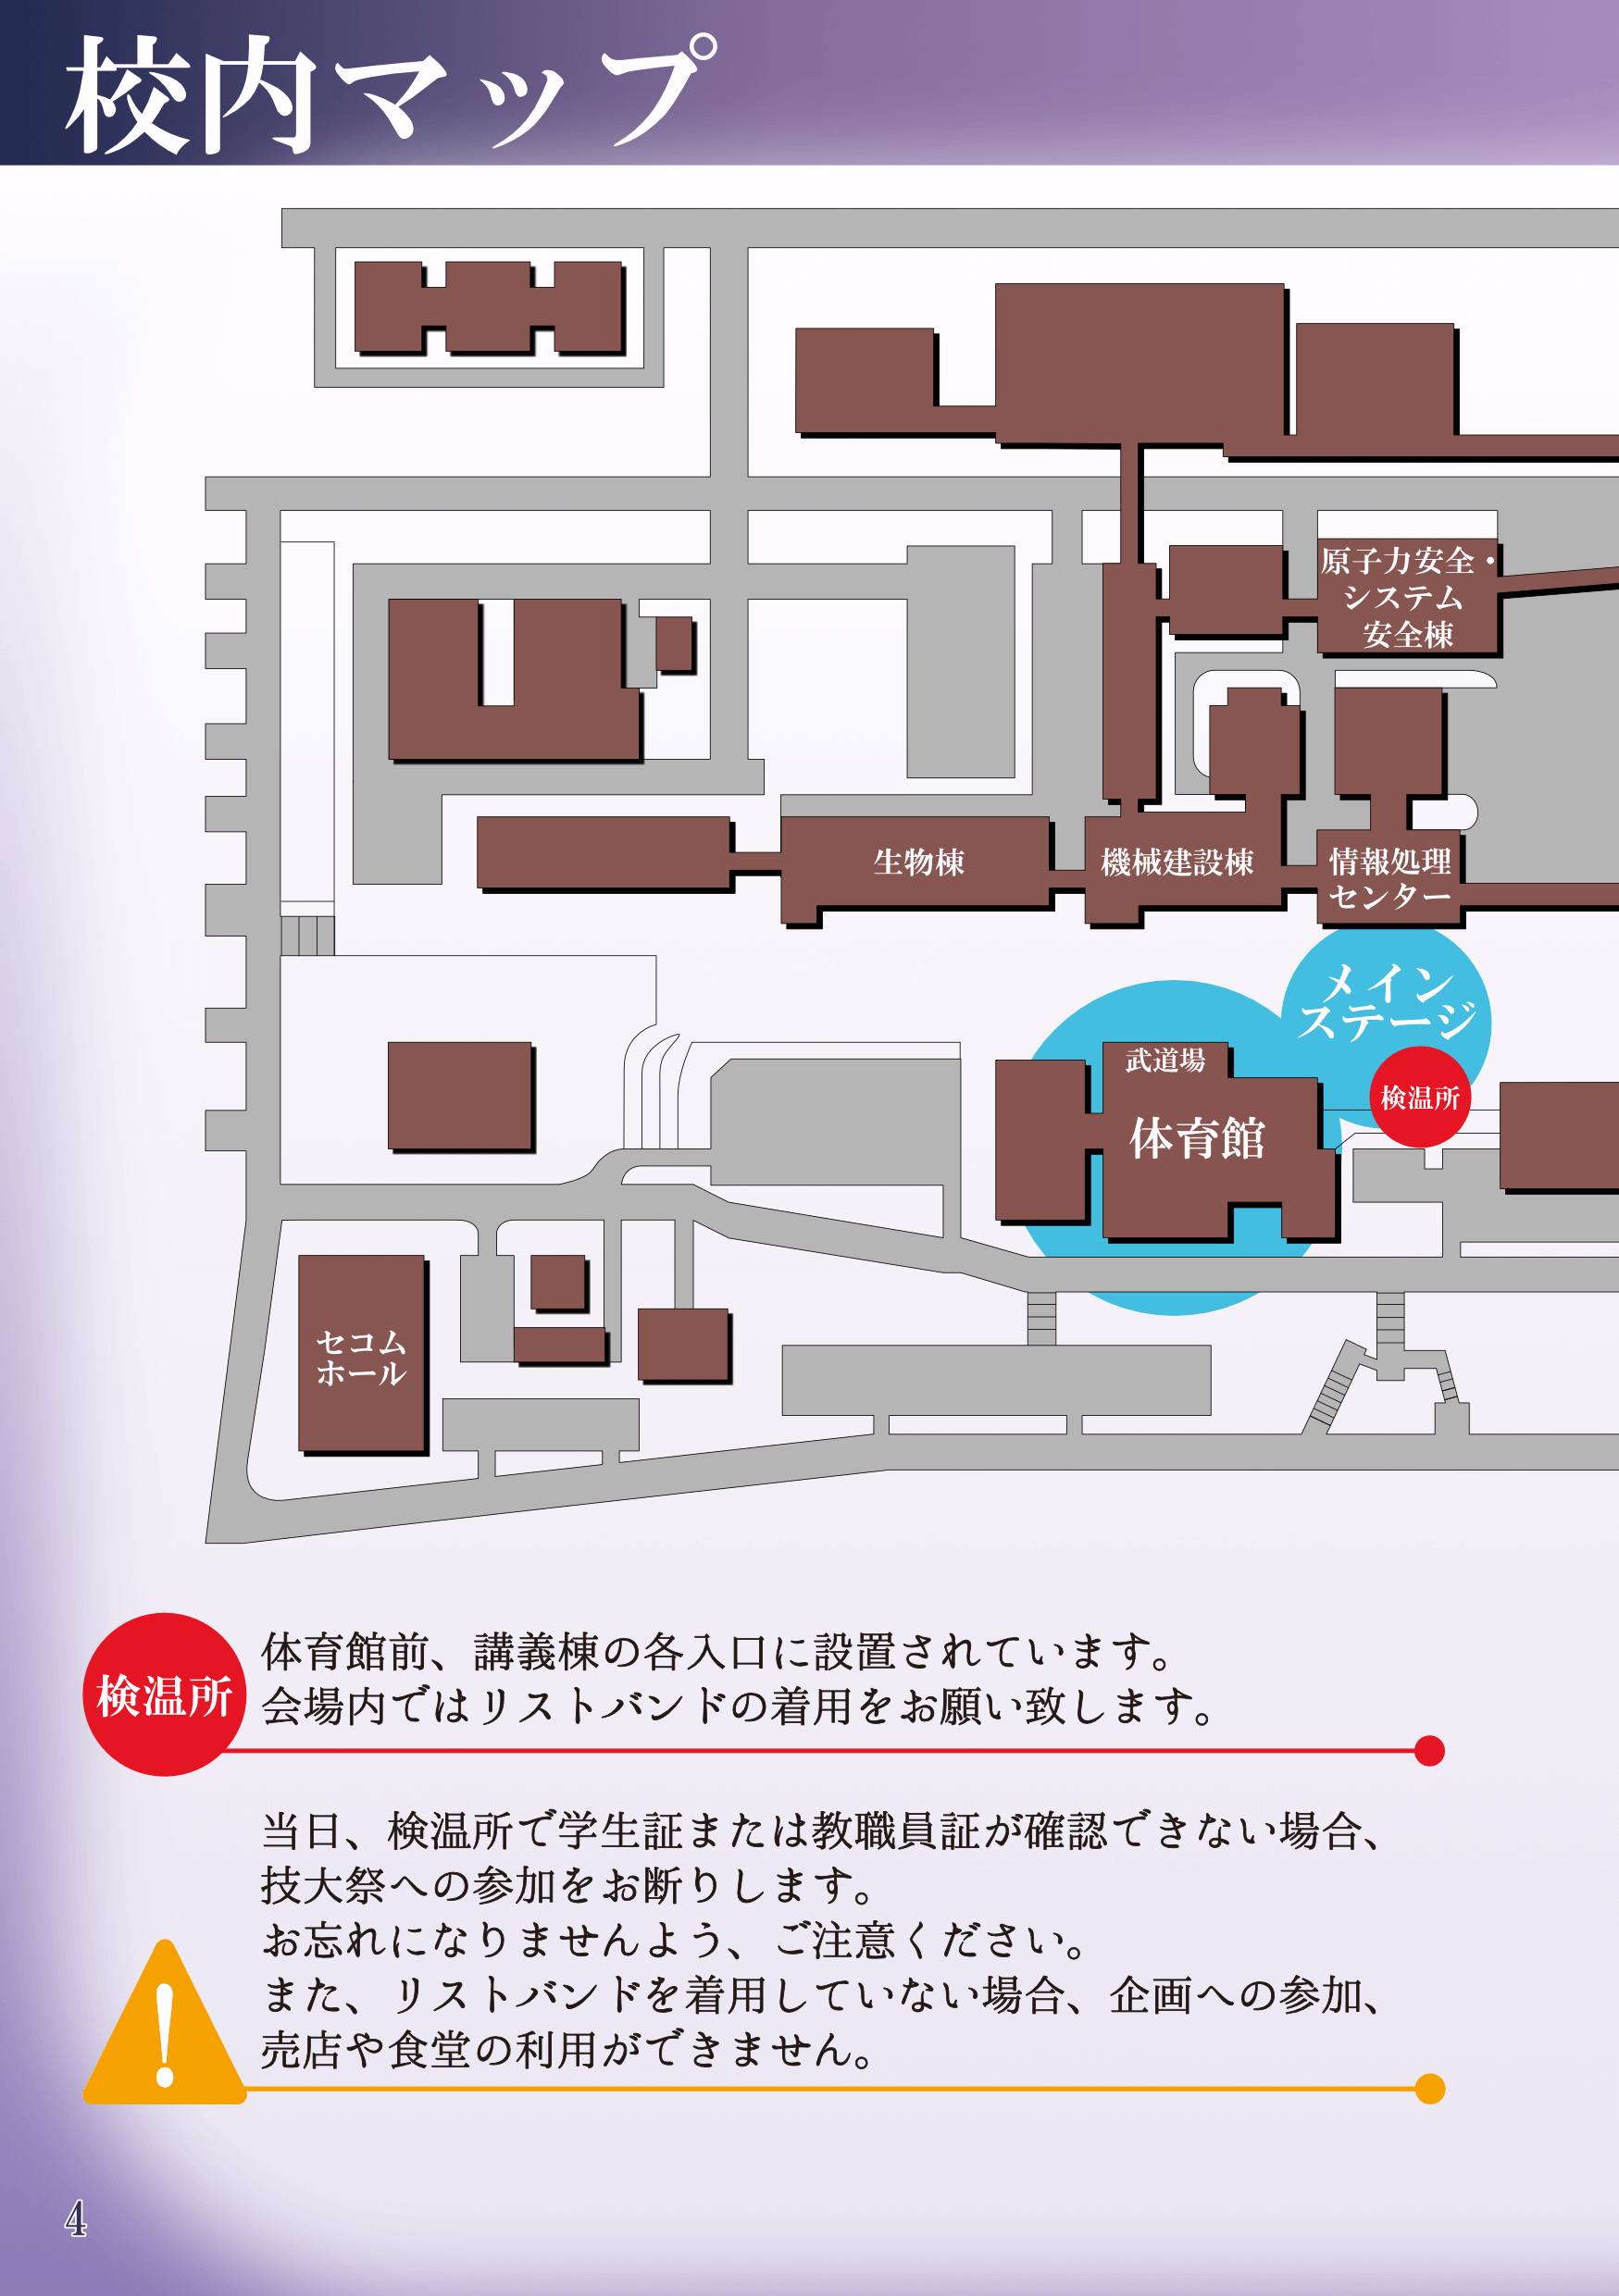 校内マップ
原子力安全・
システム
安全棟
生物棟
機械建設棟
情報処理
センター
メイン
ステージ
武道場
検温所
体育館
セコム
ホール
検温所
体育館前、講義棟の各入口に設置されています。
会場内ではリストバンドの着用をお願い致します。
当日、検温所で学生証または教職員証が確認できない場合、
技大祭への参加をお断りします。
お忘れになりませんよう、ご注意ください。
また、リストバンドを着用していない場合、企画への参加、
売店や食堂の利用ができません。
!
4